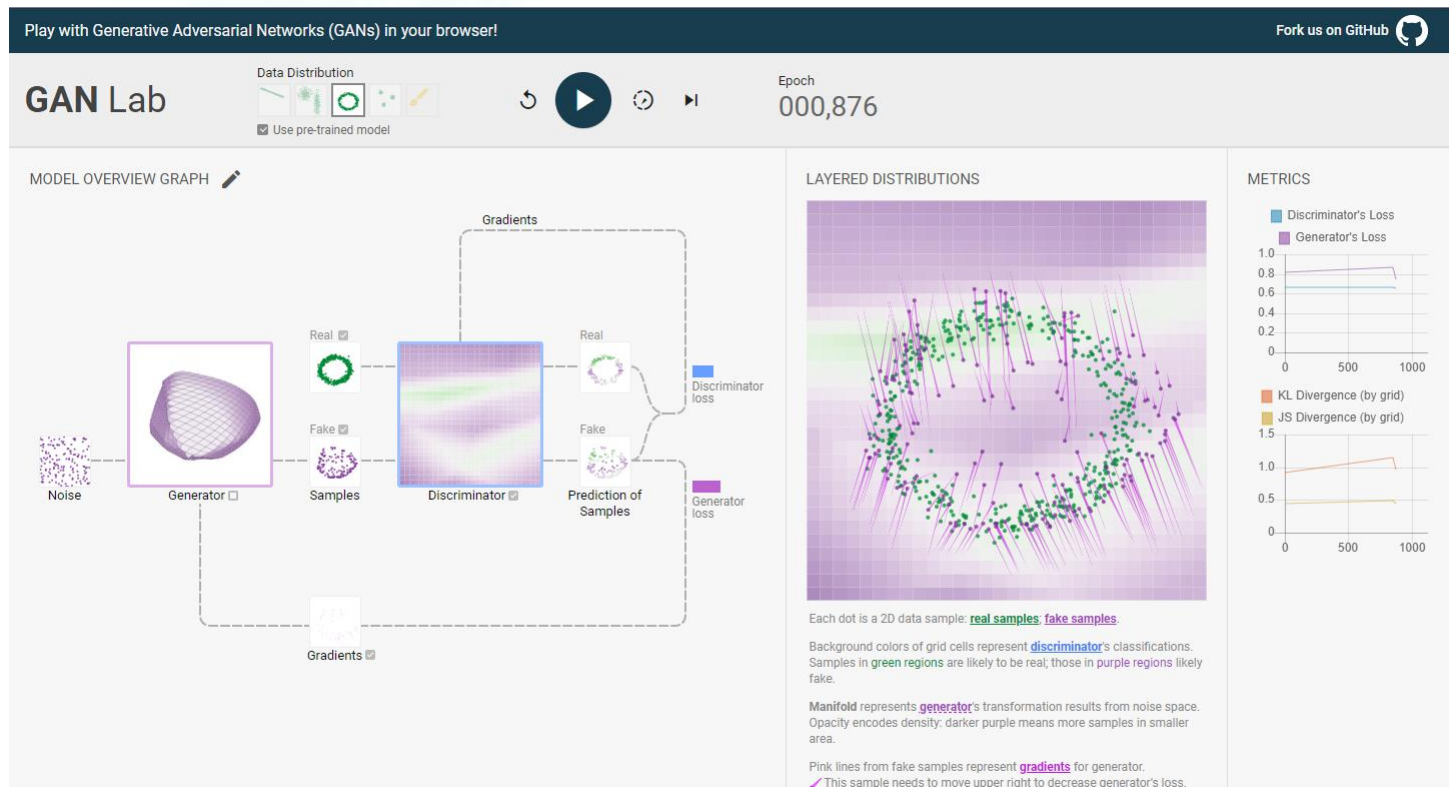 Play with Generative Adversarial Networks (GANs) in your browser!
Fork us on GitHub
GAN Lab
Data Distribution
Use pre-trained model
Epoch
000,876
MODEL OVERVIEW GRAPH
Gradients
Real
Real
Discriminator
loss
Fake
Fake
Noise
Generator
Samples
Discriminator
Prediction of
Samples
Generator
loss
Gradients
LAYERED DISTRIBUTIONS
Each dot is a 2D data sample: real samples; fake samples.
Background colors of grid cells represent discriminator's classifications.
Samples in green regions are likely to be real; those in purple regions likely
fake.
Manifold represents generator's transformation results from noise space.
Opacity encodes density: darker purple means more samples in smaller
area.
Pink lines from fake samples represent gradients for generator.
This sample needs to move upper right to decrease generator's loss.
METRICS
Discriminator's Loss
Generator's Loss
1.0
0.8
0.6
0.4
0.2
0
0 500 1000
KL Divergence (by grid)
JS Divergence (by grid)
1.5
1.0
0.5
0
0 500 1000